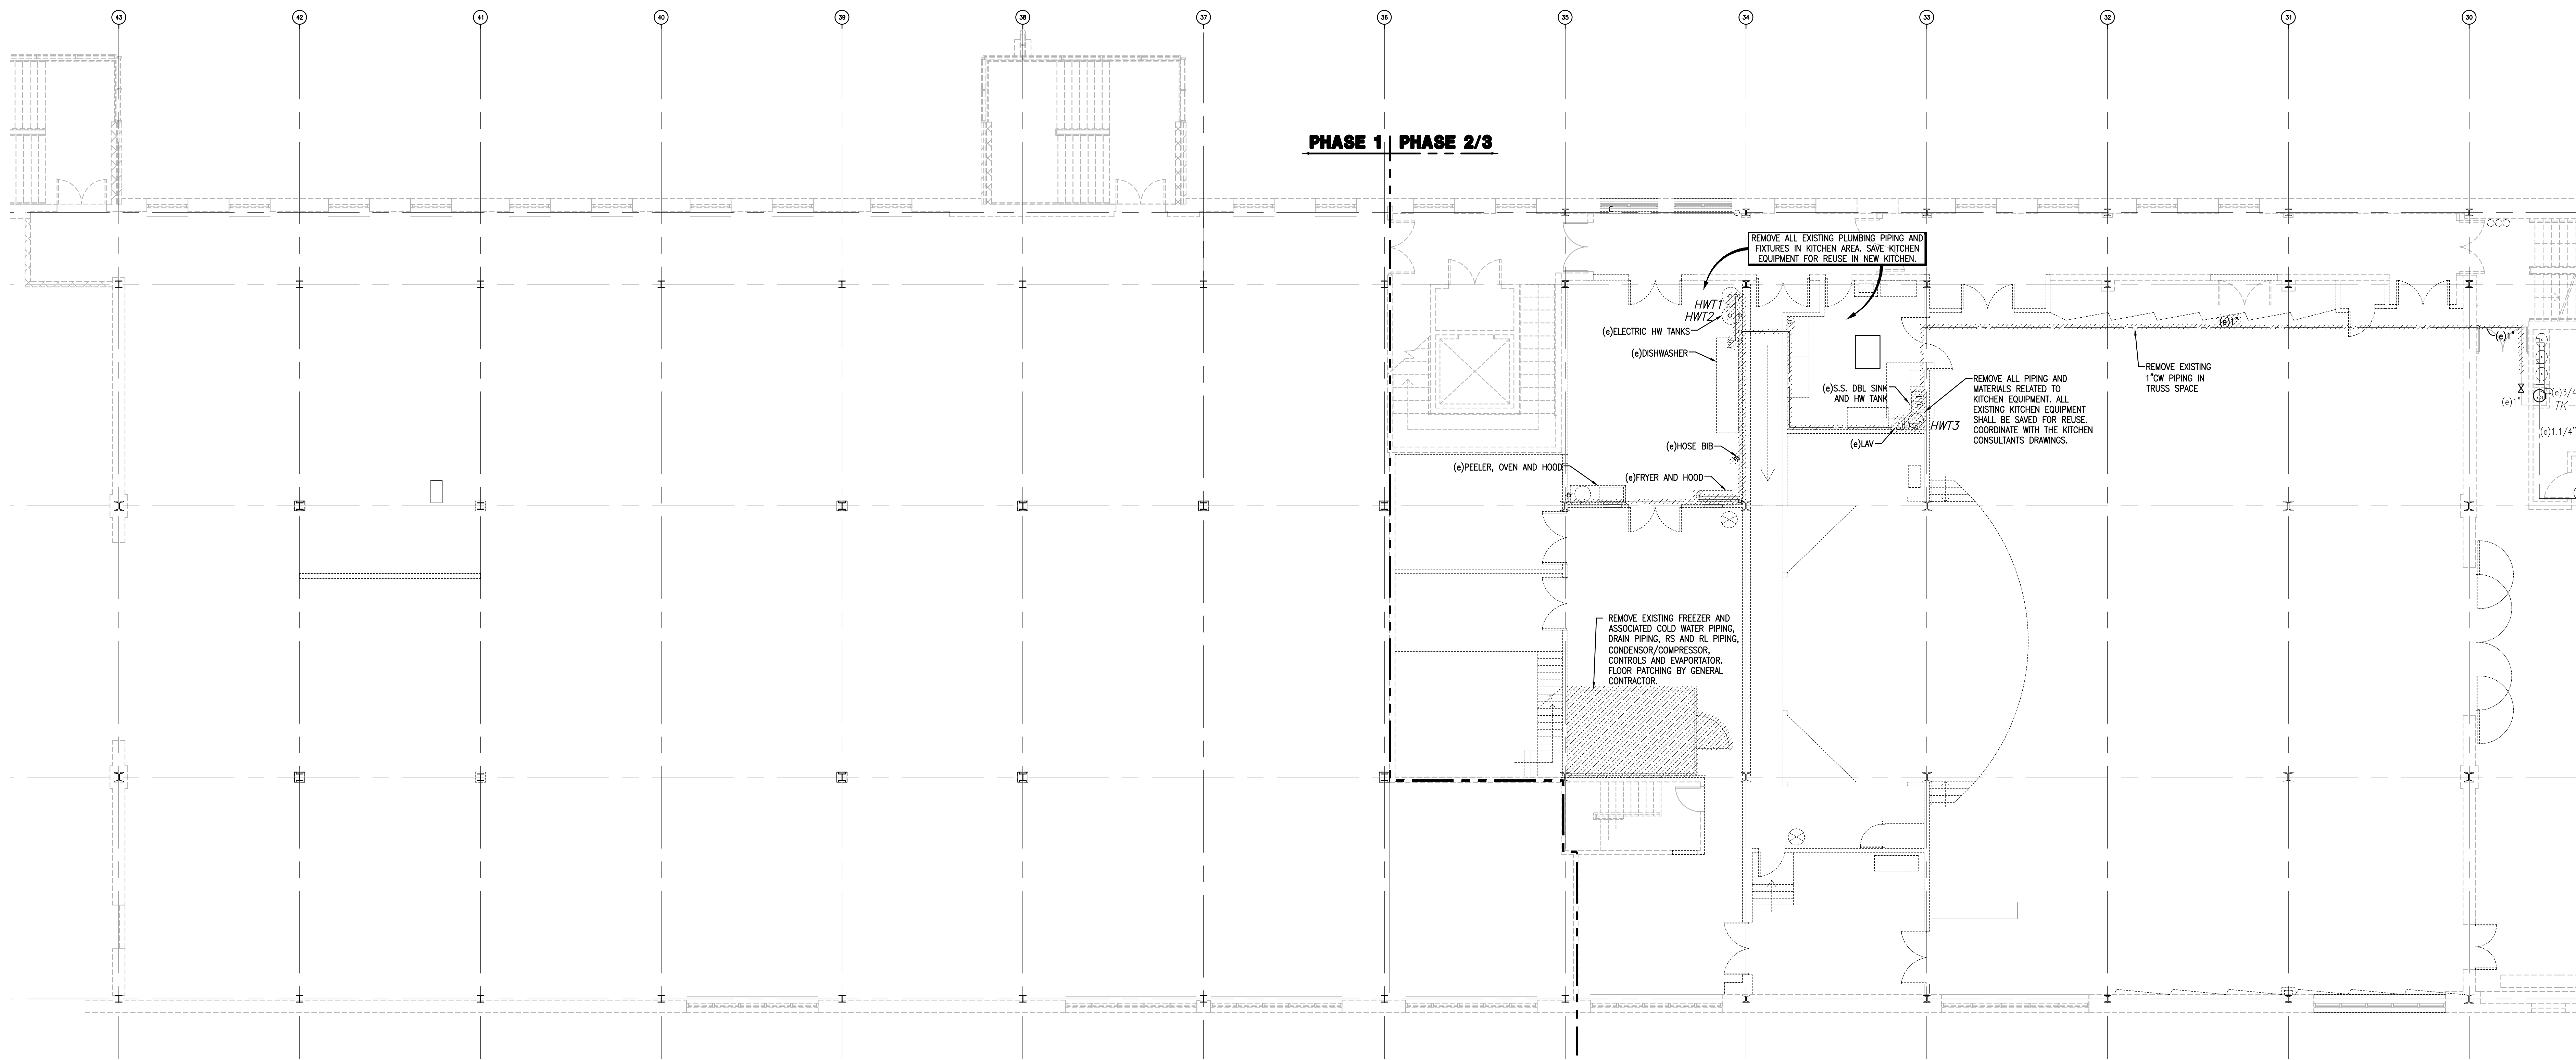 43
42
41
40
39
38
37
36
35
34
33
32
31
30
PHASE 1
PHASE 2/3
REMOVE ALL EXISTING PLUMBING PIPING AND
FIXTURES IN KITCHEN AREA. SAVE KITCHEN
EQUIPMENT FOR REUSE IN NEW KITCHEN.
HWT1
HWT2
(e)ELECTRIC HW TANKS
(e)DISHWASHER
(e)1"
(e)1"
REMOVE EXISTING
1"CW PIPING IN
TRUSS SPACE
(e)S.S. DBL SINK
AND HW TANK
REMOVE ALL PIPING AND
MATERIALS RELATED TO
KITCHEN EQUIPMENT. ALL
EXISTING KITCHEN EQUIPMENT
SHALL BE SAVED FOR REUSE.
COORDINATE WITH THE KITCHEN
CONSULTANTS DRAWINGS.
(e)3/4
(e)1"
TK-
HWT3
(e)1.1/4"
(e)LAV
(e)HOSE BIB
(e)PEELER, OVEN AND HOOD
(e)FRYER AND HOOD
REMOVE EXISTING FREEZER AND
ASSOCIATED COLD WATER PIPING,
DRAIN PIPING, RS AND RL PIPING,
CONDENSOR/COMPRESSOR,
CONTROLS AND EVAPORTATOR.
FLOOR PATCHING BY GENERAL
CONTRACTOR.